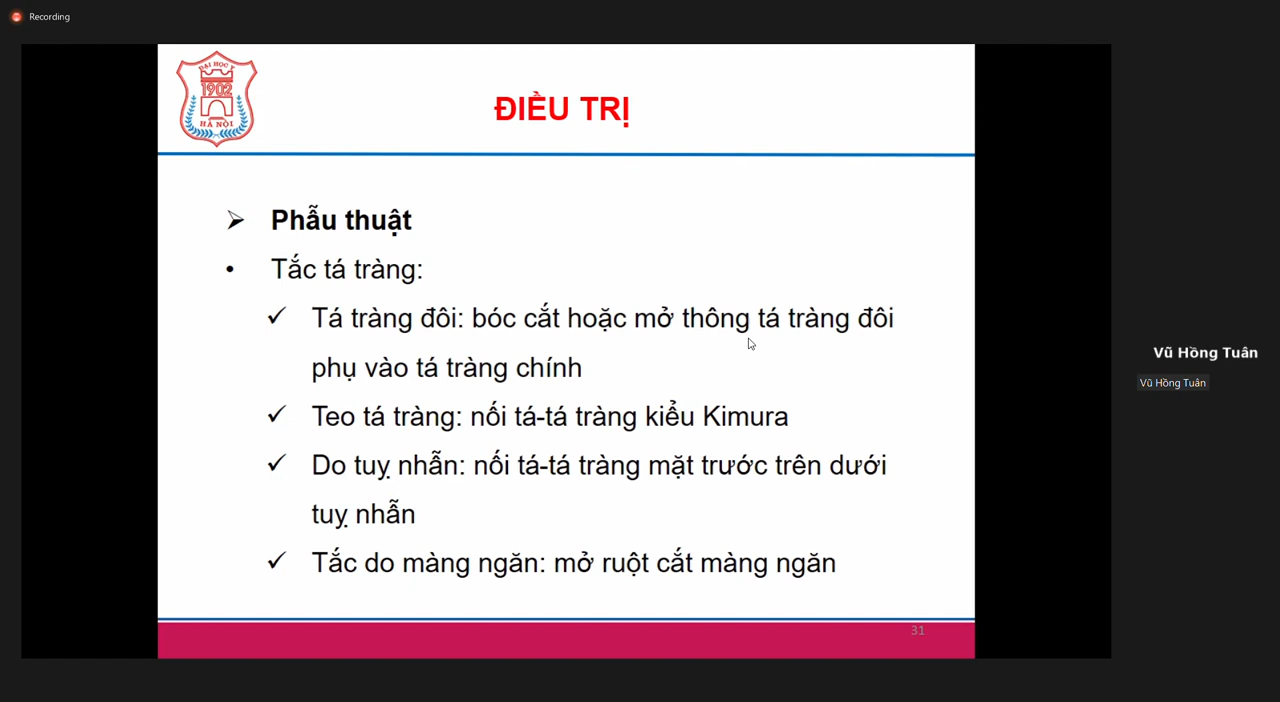 Recording
ĐẠI HỌC Y
1902
HÀ NỘI
ĐIỀU TRỊ
➢ Phẫu thuật
• Tắc tá tràng:
✓ Tá tràng đôi: bóc cắt hoặc mở thông tá tràng đôi
phụ vào tá tràng chính
✓ Teo tá tràng: nối tá-tá tràng kiểu Kimura
✓ Do tuỵ nhẫn: nối tá-tá tràng mặt trước trên dưới
tuỵ nhẫn
✓ Tắc do màng ngăn: mở ruột cắt màng ngăn
31
Vũ Hồng Tuân
Vũ Hồng Tuân